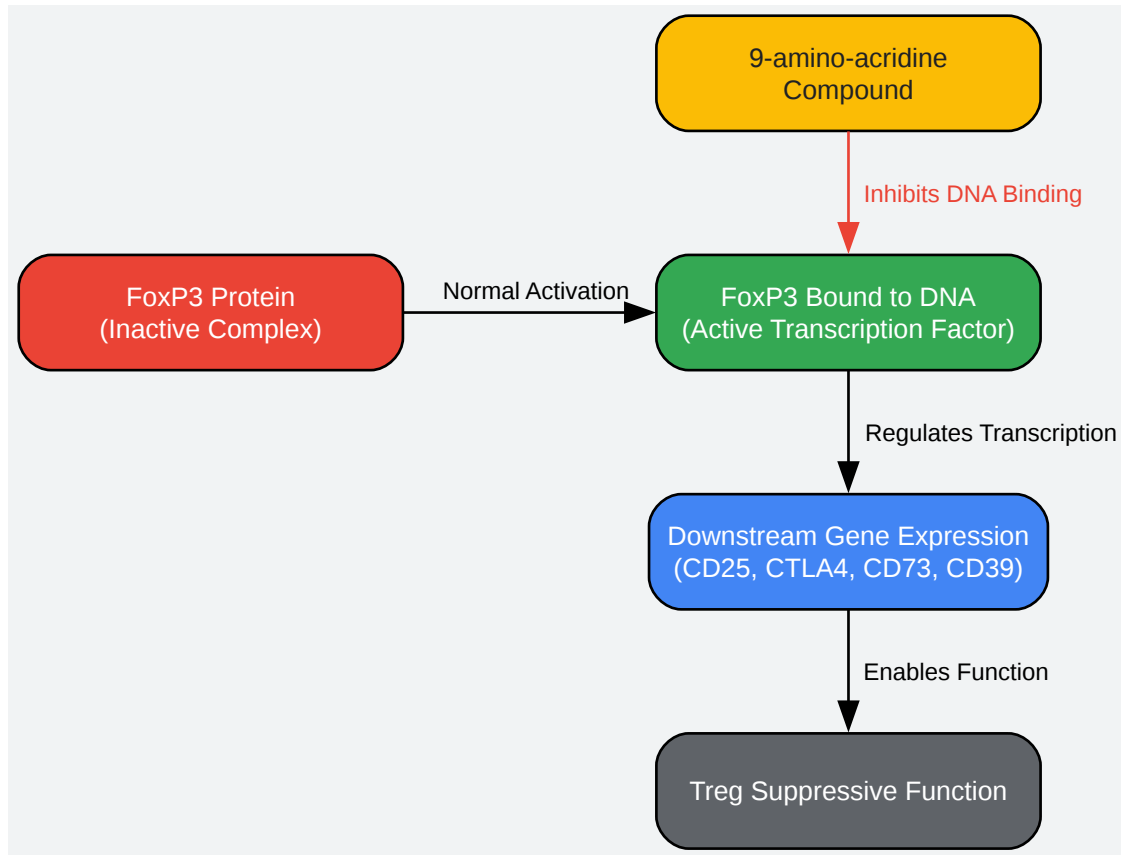 9-amino-acridine
Compound
Inhibits DNA Binding
FoxP3 Protein
(Inactive Complex)
Normal Activation
FoxP3 Bound to DNA
(Active Transcription Factor)
Regulates Transcription
Downstream Gene Expression
(CD25, CTLA4, CD73, CD39)
Enables Function
Treg Suppressive Function